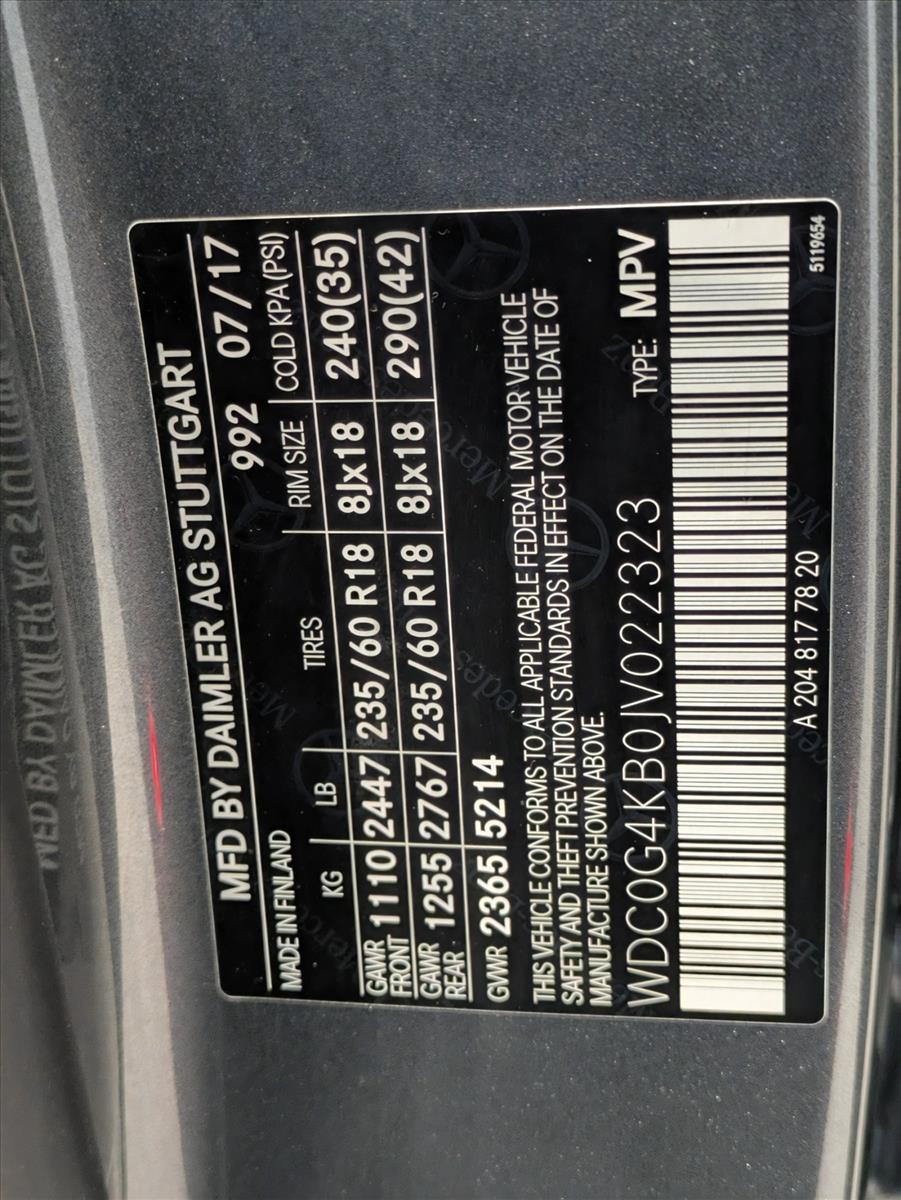 MFD BY DAIMLER AG STUTTGART
MADE IN FINLAND 992 07/17
KG LB TIRES RIM SIZE COLD KPA(PSI)
GAWR FRONT 1110 2447 235/60 R18 8Jx18 240(35)
GAWR REAR 1255 2767 235/60 R18 8Jx18 290(42)
GWR 2365 5214
THIS VEHICLE CONFORMS TO ALL APPLICABLE FEDERAL MOTOR VEHICLE
SAFETY AND THEFT PREVENTION STANDARDS IN EFFECT ON THE DATE OF
MANUFACTURE SHOWN ABOVE.
WDC0G4KB0JV022323 TYPE: MPV
A 204 817 78 20 5119654